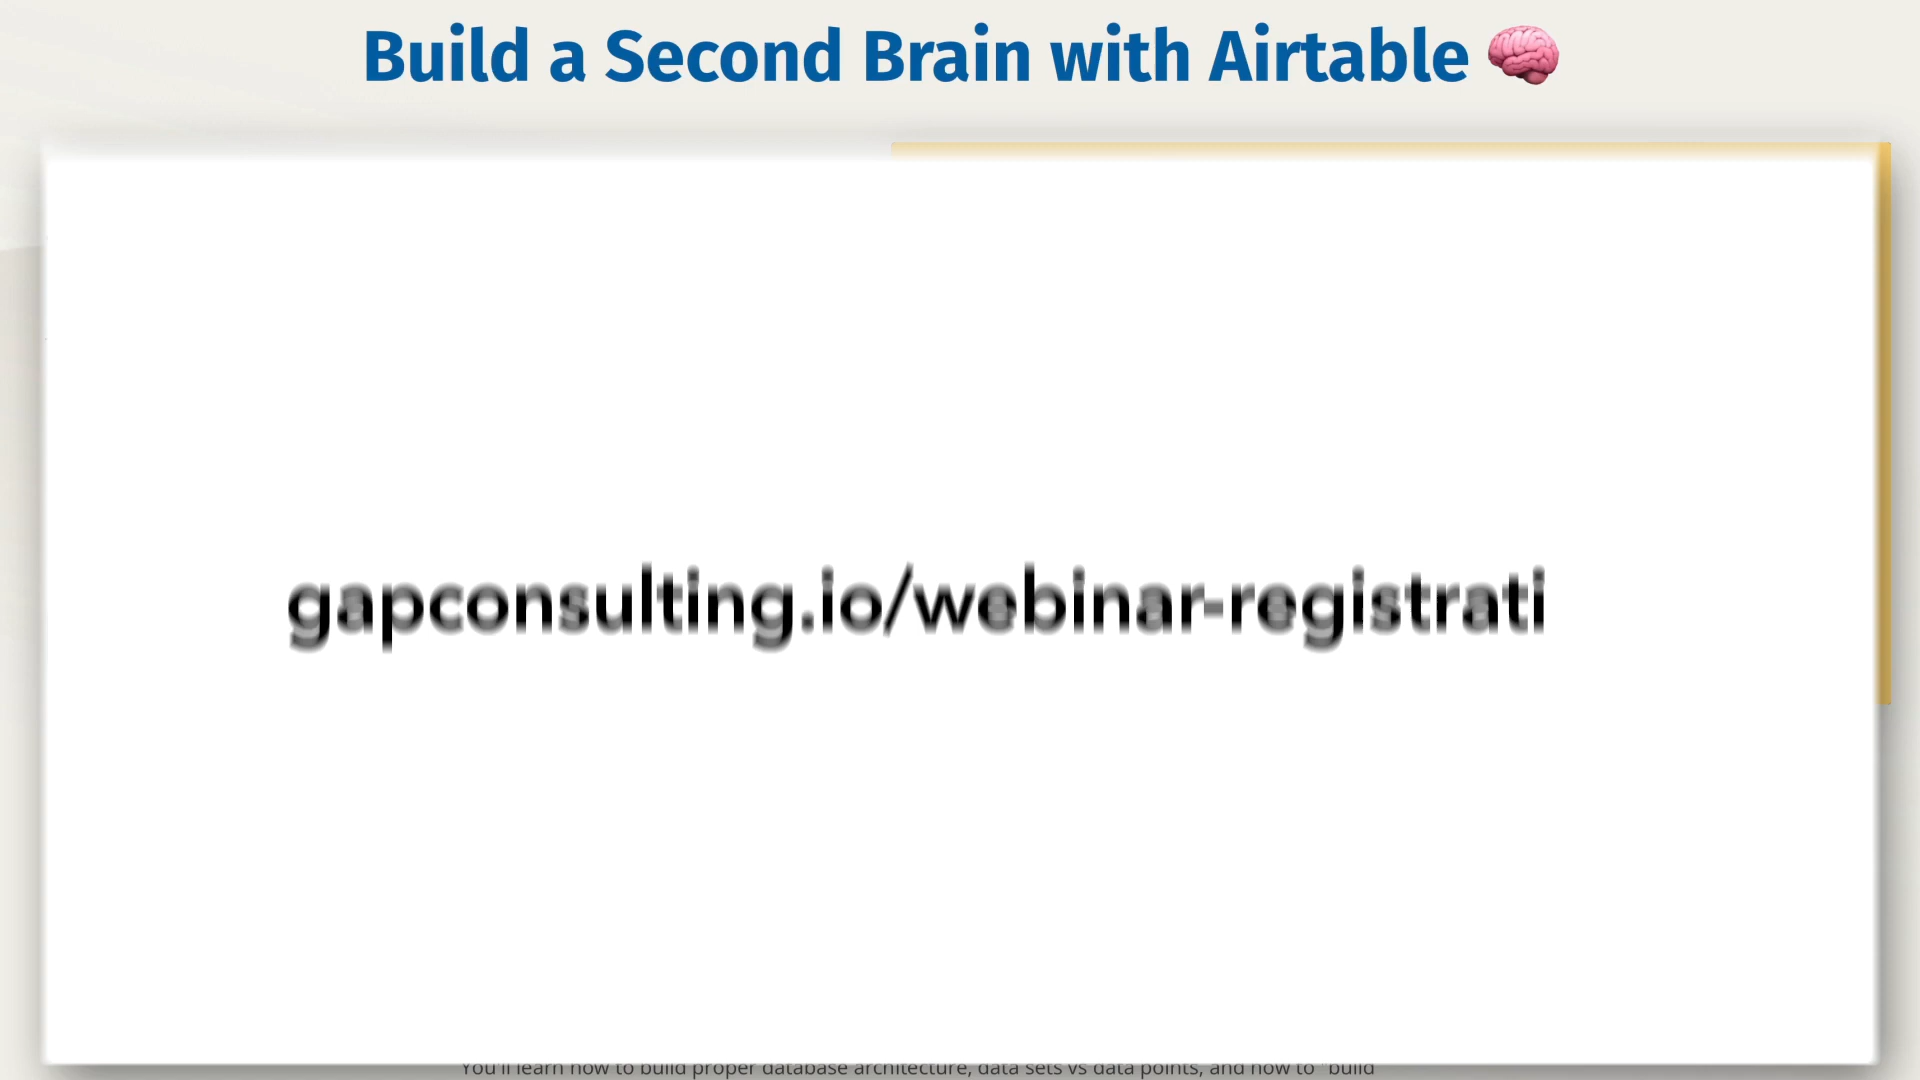 Build a Second Brain with Airtable 🧠
gapconsulting.io/webinar-registrati
You'll learn how to build proper database architecture, data sets vs data points, and how to "build